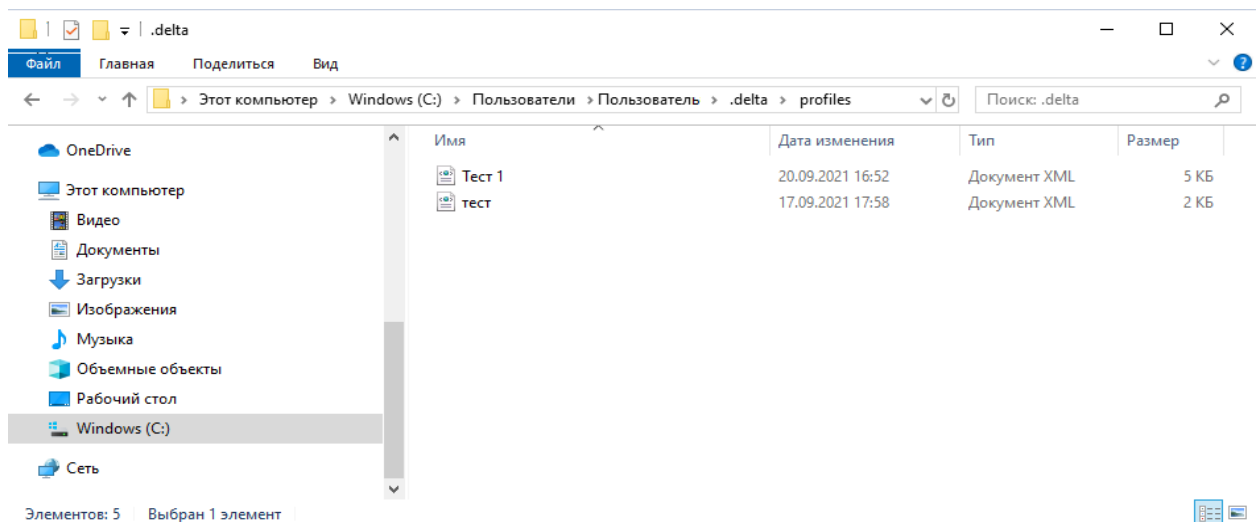 .delta
Файл Главная Поделиться Вид
Этот компьютер > Windows (C:) > Пользователи > Пользователь > .delta > profiles Поиск: .delta
Имя Дата изменения Тип Размер
OneDrive
Этот компьютер
Видео
Документы
Загрузки
Изображения
Музыка
Объемные объекты
Рабочий стол
Windows (C:)
Сеть
Тест 1 20.09.2021 16:52 Документ XML 5 КБ
тест 17.09.2021 17:58 Документ XML 2 КБ
Элементов: 5 Выбран 1 элемент